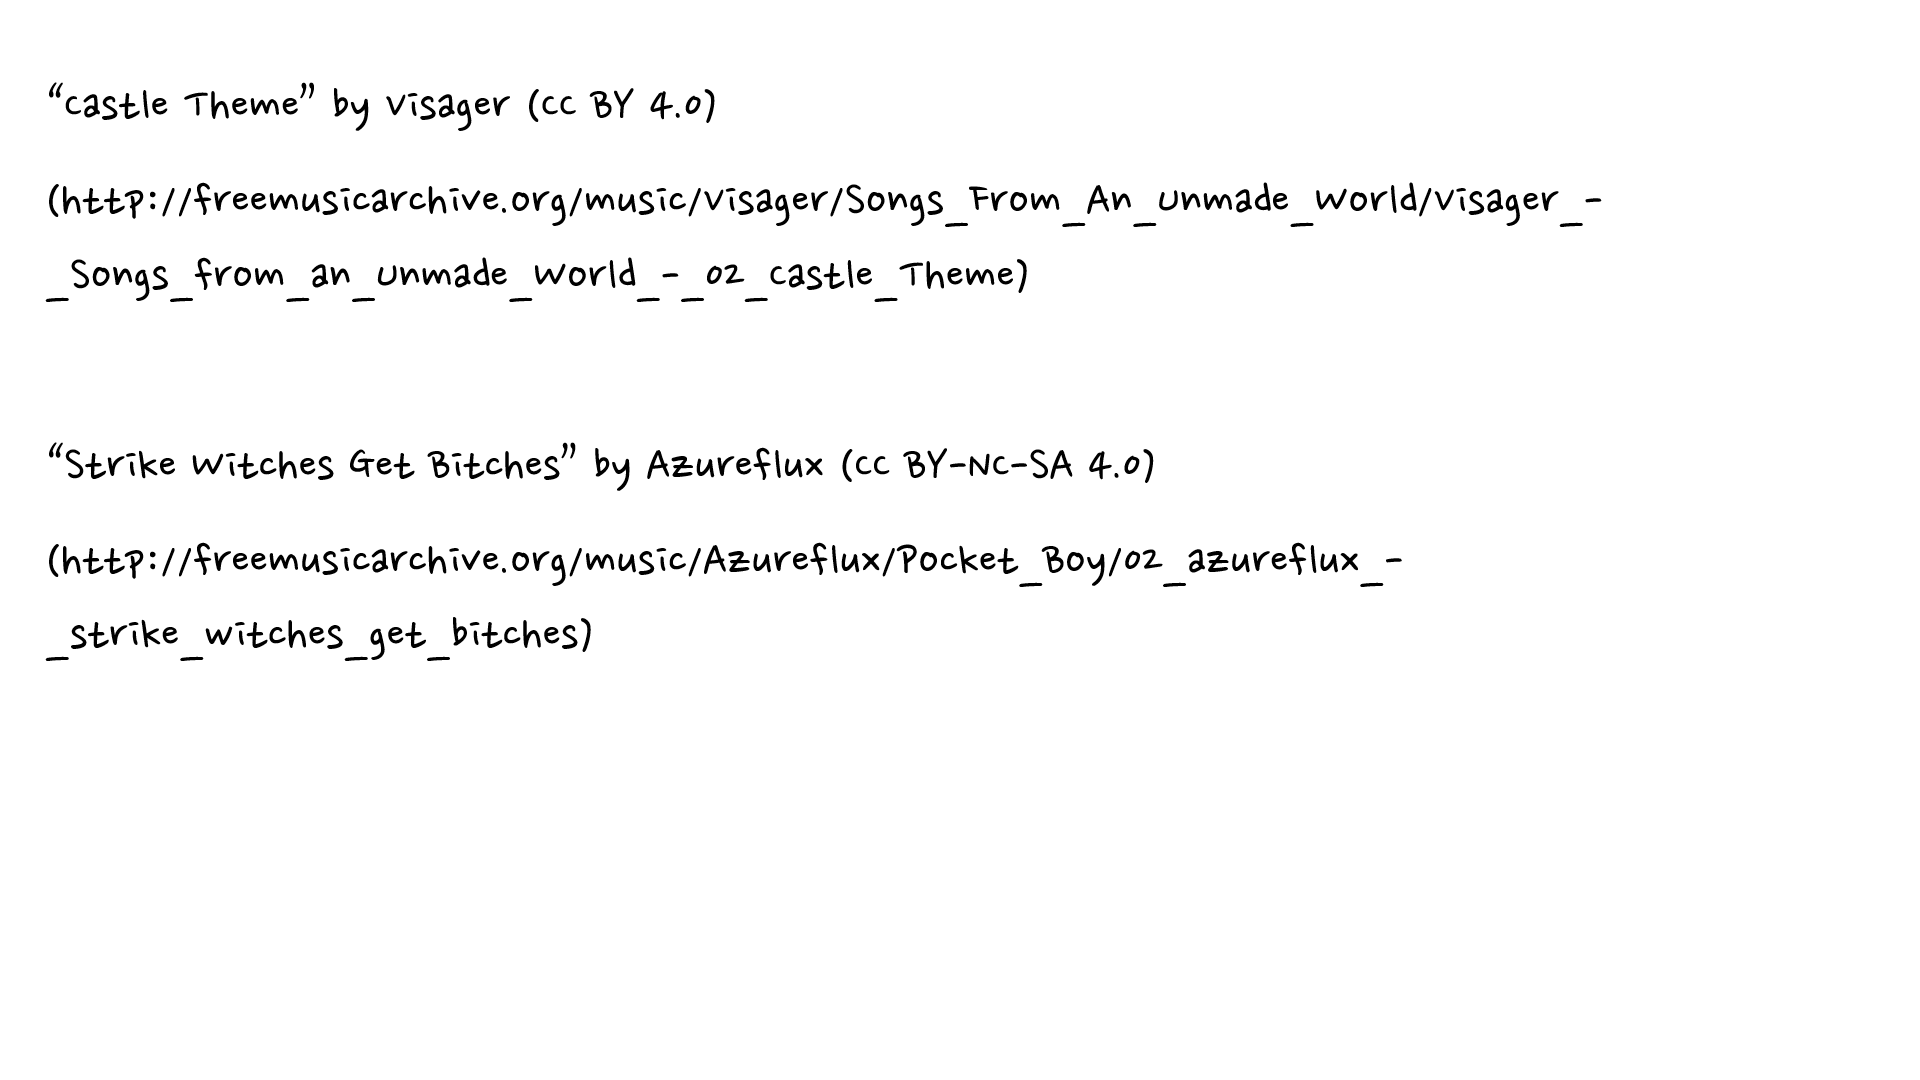 “Castle Theme” by Visager (CC BY 4.0)
(http://freemusicarchive.org/music/Visager/Songs_From_An_Unmade_World/Visager_-
_Songs_from_an_Unmade_World_-_02_Castle_Theme)
“Strike Witches Get Bitches” by Azureflux (CC BY-NC-SA 4.0)
(http://freemusicarchive.org/music/Azureflux/Pocket_Boy/02_azureflux_-
_strike_witches_get_bitches)